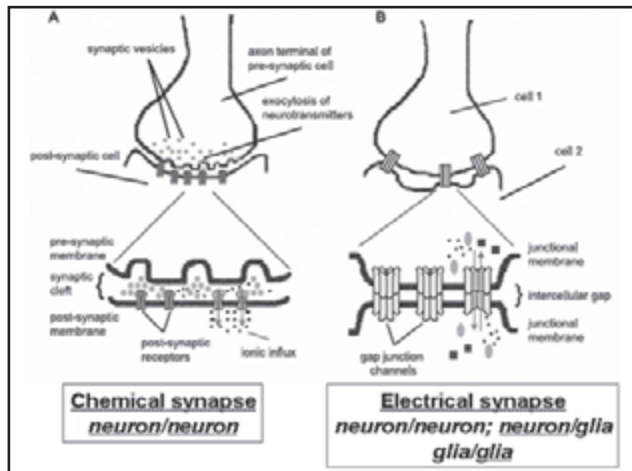 A
synaptic vesicles
axon terminal of
pre-synaptic cell
exocytosis of
neurotransmitters
post-synaptic cell
pre-synaptic
membrane
synaptic
cleft
post-synaptic
membrane
post-synaptic
receptors
ionic influx
Chemical synapse
neuron/neuron
B
cell 1
cell 2
junctional
membrane
intercellular gap
junctional
membrane
gap junction
channels
Electrical synapse
neuron/neuron; neuron/glia
glia/glia